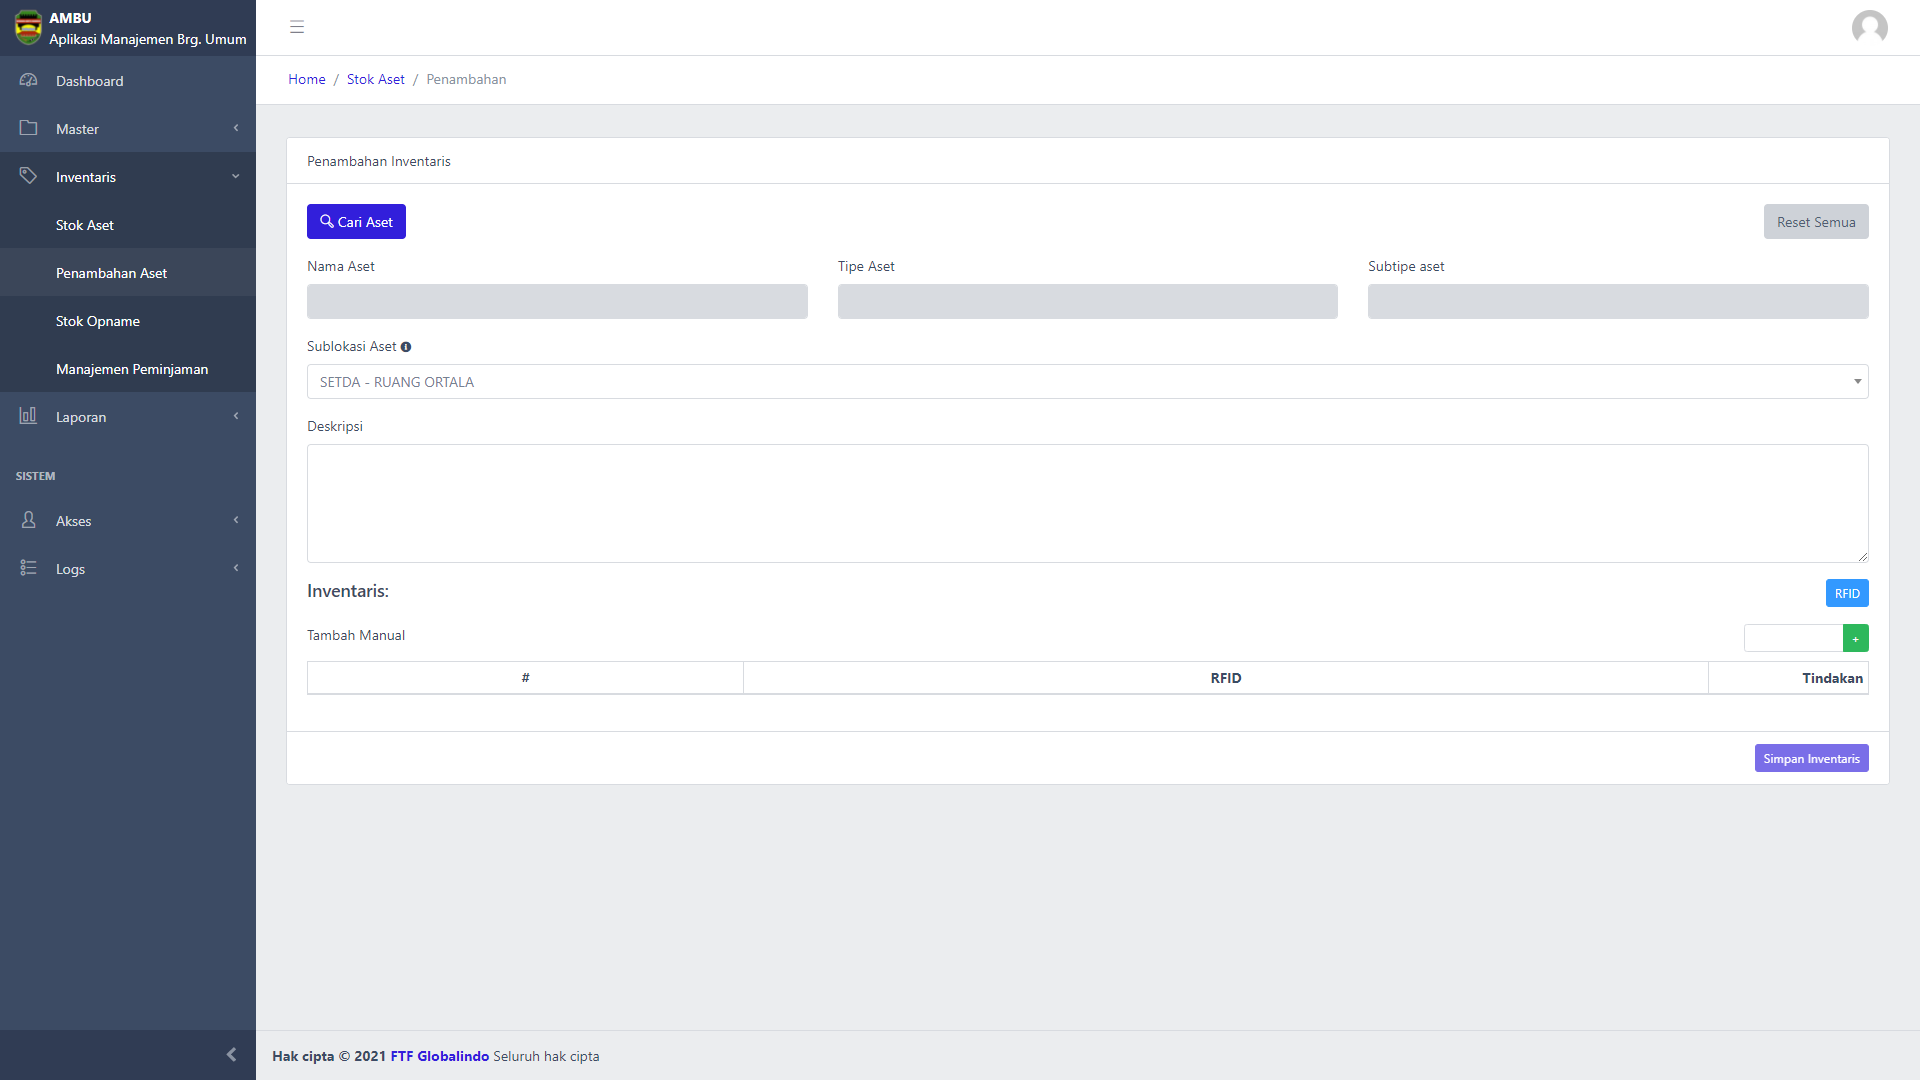 AMBU
Aplikasi Manajemen Brg. Umum
Dashboard
Master
Inventaris
Stok Aset
Penambahan Aset
Stok Opname
Manajemen Peminjaman
Laporan
SISTEM
Akses
Logs
Home / Stok Aset / Penambahan
Penambahan Inventaris
Cari Aset
Reset Semua
Nama Aset
Tipe Aset
Subtipe aset
Sublokasi Aset
SETDA - RUANG ORTALA
Deskripsi
Inventaris:
RFID
Tambah Manual
+
# RFID Tindakan
Simpan Inventaris
Hak cipta © 2021 FTF Globalindo Seluruh hak cipta